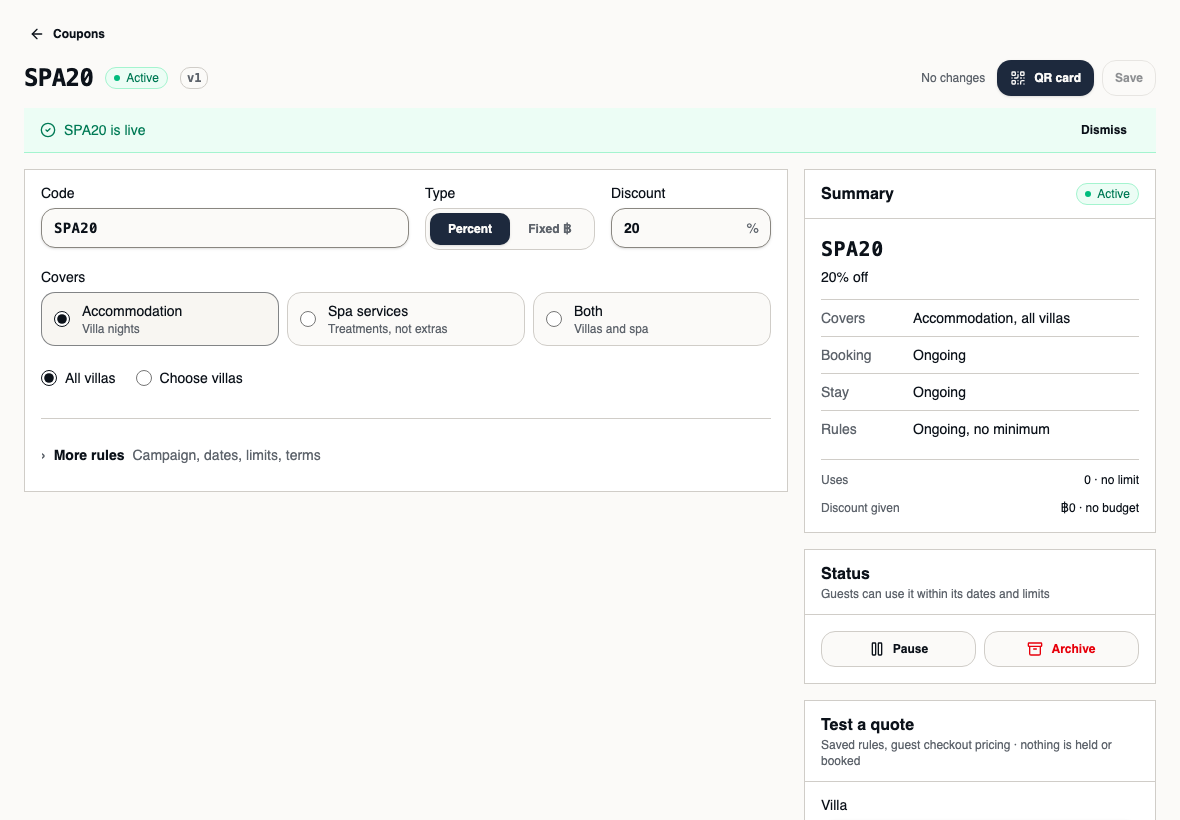 Coupons
SPA20 Active v1
No changes QR card Save
SPA20 is live Dismiss
Code Type Discount
SPA20 Percent Fixed ฿ 20 %
Covers
Accommodation
Villa nights
Spa services
Treatments, not extras
Both
Villas and spa
All villas Choose villas
› More rules Campaign, dates, limits, terms
Summary Active
SPA20
20% off
Covers Accommodation, all villas
Booking Ongoing
Stay Ongoing
Rules Ongoing, no minimum
Uses 0 · no limit
Discount given ฿0 · no budget
Status
Guests can use it within its dates and limits
Pause Archive
Test a quote
Saved rules, guest checkout pricing · nothing is held or
booked
Villa